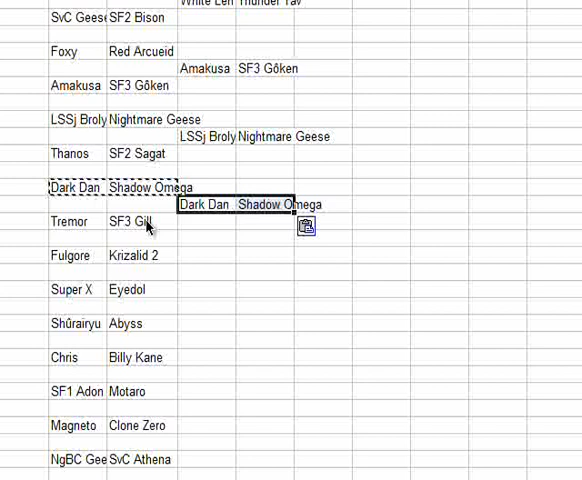 White Len Thunder Tav
SvC Geese SF2 Bison
Foxy Red Arcueid
Amakusa SF3 Gôken
Amakusa SF3 Gôken
LSSj Broly Nightmare Geese
LSSj Broly Nightmare Geese
Thanos SF2 Sagat
Dark Dan Shadow Omega
Dark Dan Shadow Omega
Tremor SF3 Gill
Fulgore Krizalid 2
Super X Eyedol
Shûrairyu Abyss
Chris Billy Kane
SF1 Adon Motaro
Magneto Clone Zero
NgBC Gee SvC Athena